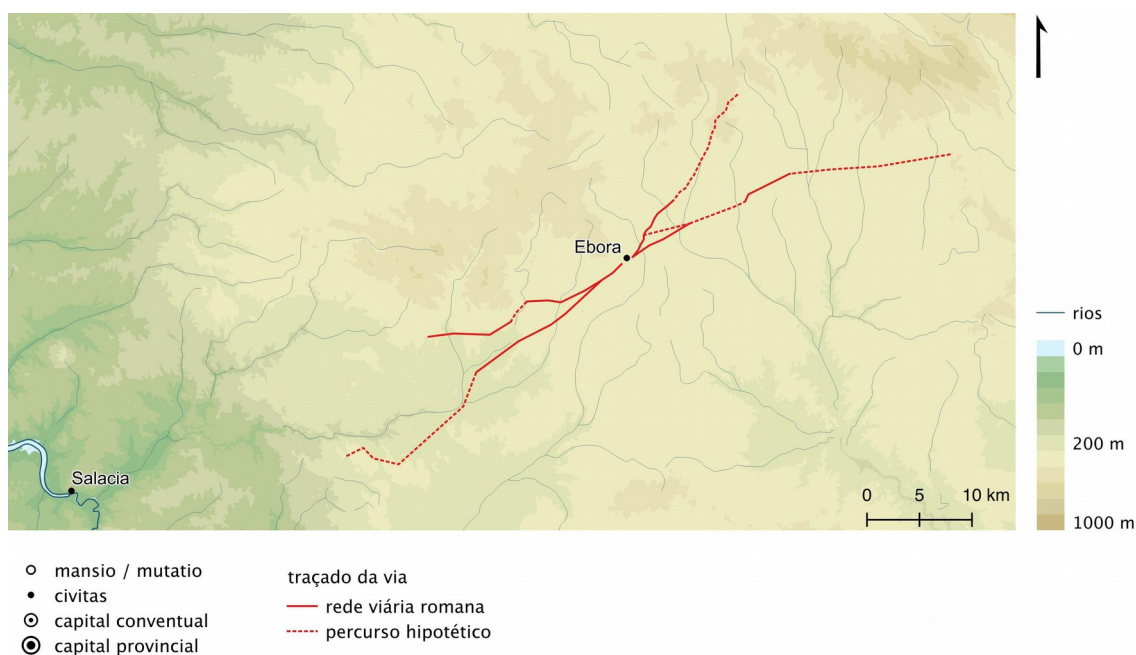 Ebora
Salacia
0 5 10 km
rios
0 m
200 m
1000 m
mansio / mutatio
civitas
capital conventual
capital provincial
traçado da via
rede viária romana
percurso hipotético